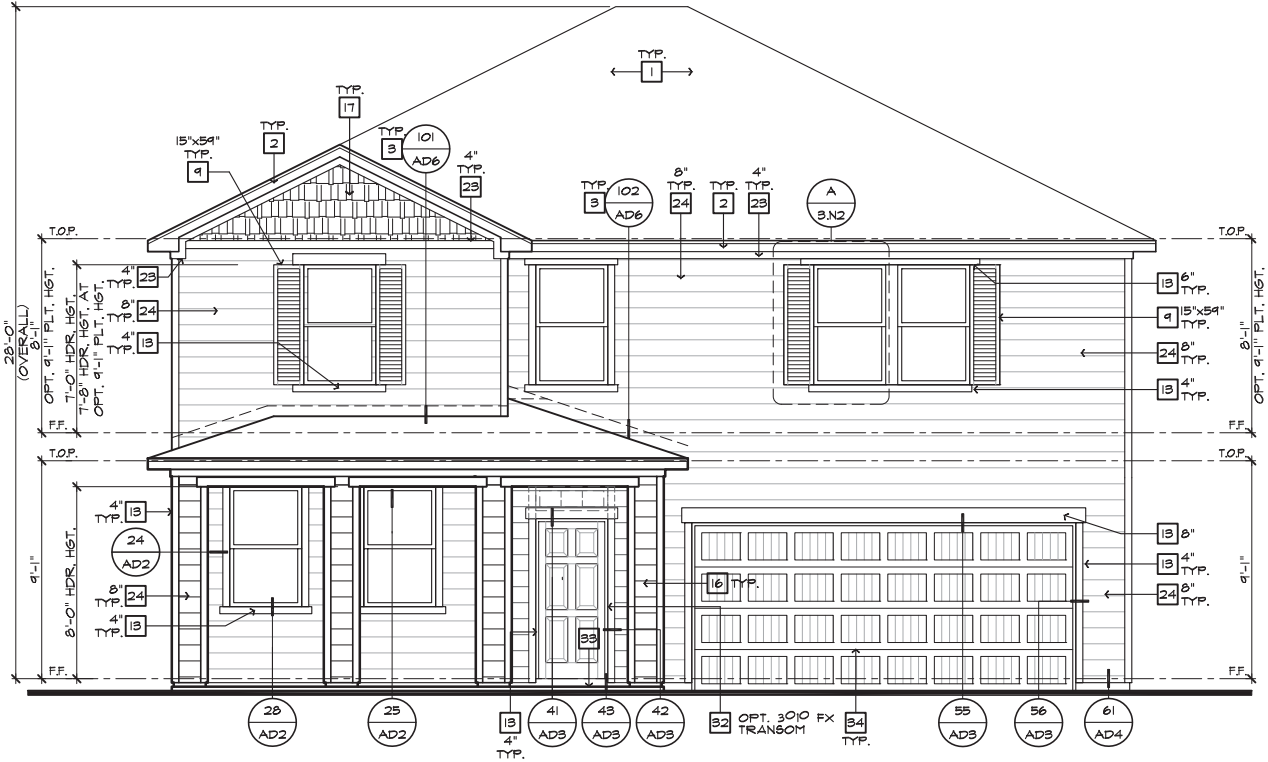 TYP.
1
TYP.
17
TYP.
2
15"x59"
TYP.
9
TYP.
3
101
AD6
4"
TYP.
23
TYP.
3
102
AD6
8"
TYP.
24
TYP.
2
4"
TYP.
23
A
3.N2
T.O.P.
T.O.P.
28'-0"
(OVERALL)
8'-1"
OPT. 9'-1" PLT. HGT.
7'-0" HDR. HGT.
7'-8" HDR. HGT. AT
OPT. 9'-1" PLT. HGT.
4"
TYP.
23
8"
TYP.
24
4"
TYP.
13
13
6"
TYP.
9
15"x59"
TYP.
24
8"
TYP.
13
4"
TYP.
8'-1"
OPT. 9'-1" PLT. HGT.
F.F.
F.F.
T.O.P.
T.O.P.
9'-1"
8'-0" HDR. HGT.
4"
TYP.
13
24
AD2
8"
TYP.
24
4"
TYP.
13
16
TYP.
33
13
8"
13
4"
TYP.
24
8"
TYP.
9'-1"
F.F.
F.F.
28
AD2
25
AD2
13
4"
TYP.
41
AD3
43
AD3
42
AD3
32
OPT. 3010 FX
TRANSOM
34
TYP.
55
AD3
56
AD3
61
AD4